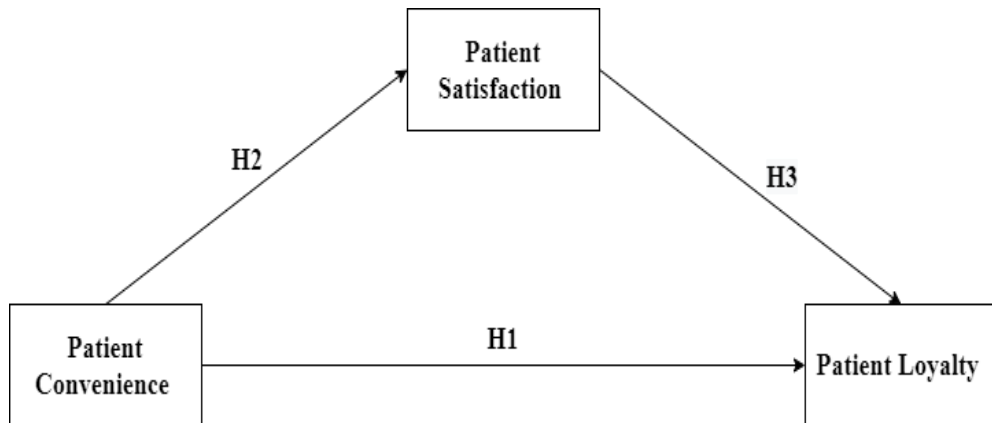 Patient
Satisfaction
H2
H3
H1
Patient
Convenience
Patient Loyalty